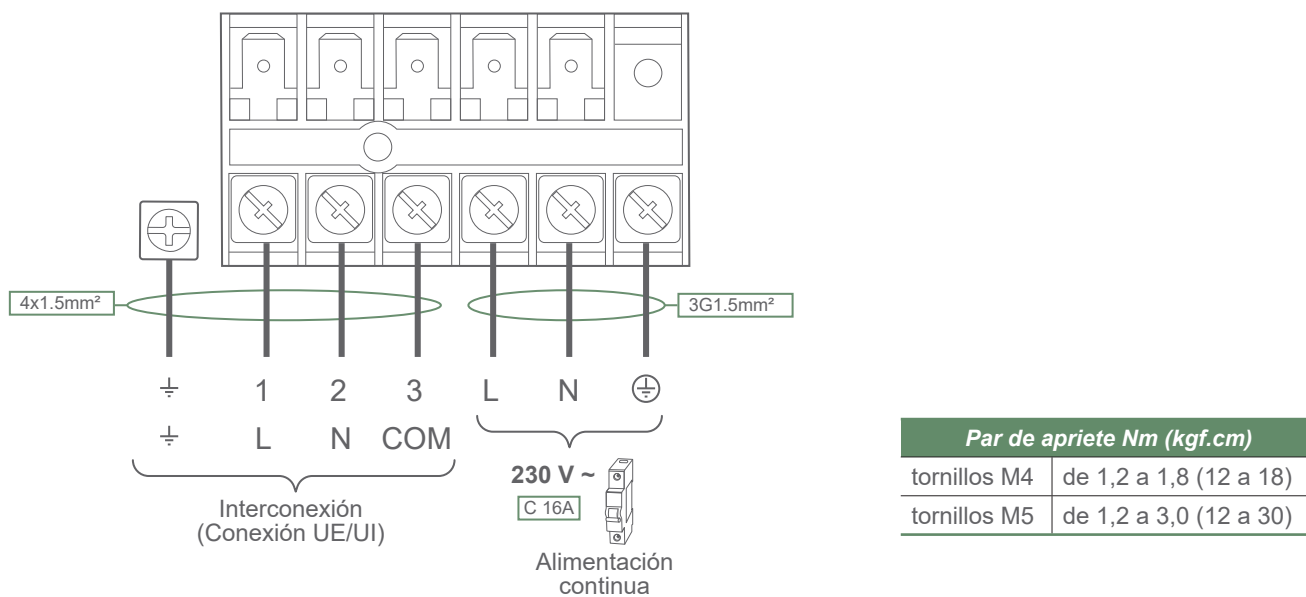 4x1.5mm²
3G1.5mm²
1 2 3 L N
L N COM
Interconexión
(Conexión UE/UI)
230 V ~
C 16A
Alimentación
continua
Par de apriete Nm (kgf.cm)
tornillos M4 de 1,2 a 1,8 (12 a 18)
tornillos M5 de 1,2 a 3,0 (12 a 30)